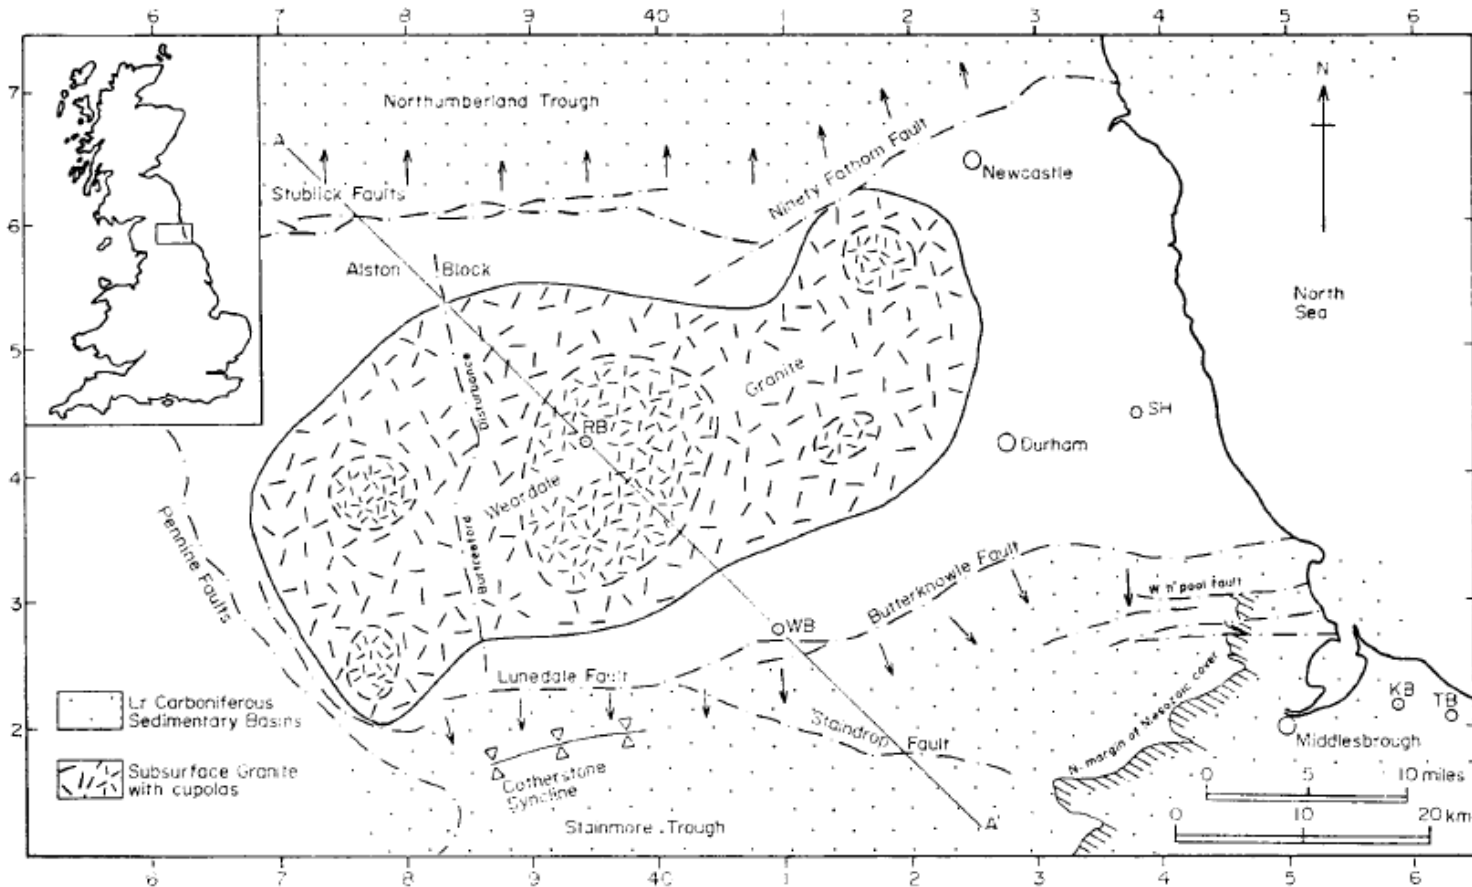 6 7 8 9 40 1 2 3 4 5 6
7
6
5
4
3
2
Northumberland Trough
A
Stublick Faults
Ninety Fathom Fault
Newcastle
N
Alston Block
North
Sea
Disturbance
Granite
RB
SH
Durham
Weardale
Burtreeford
Pennine Faults
Butterknowle Fault
W h'pool fault
WB
Lunedale Fault
N. margin of Mesozoic cover
KB
TB
Staindrop Fault
Middlesbrough
Lr Carboniferous
Sedimentary Basins
Subsurface Granite
with cupolas
Cotherstone
Syncline
Stainmore Trough
A'
0 5 10 miles
0 10 20 km
6 7 8 9 40 1 2 3 4 5 6